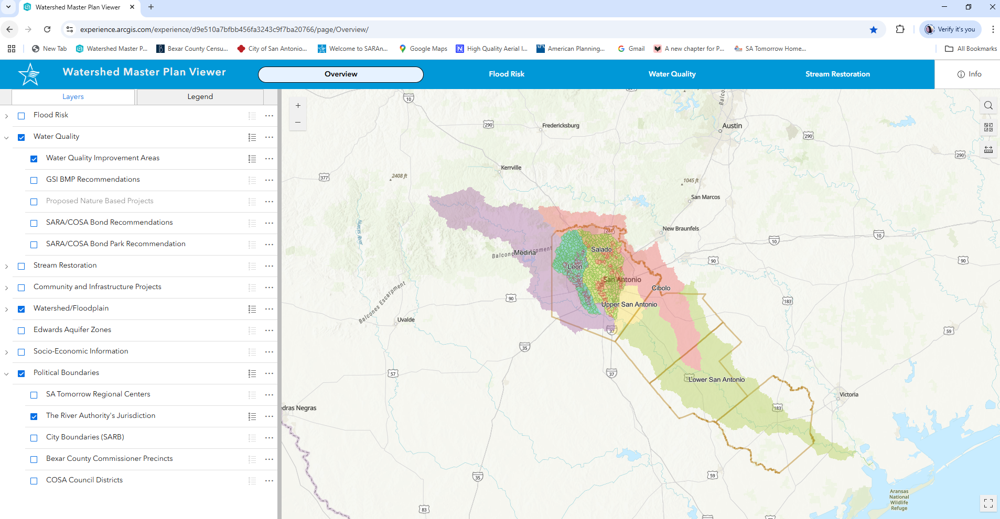 Watershed Master Plan Viewer
experience.arcgis.com/experience/d9e510a7bfbb456fa3243c9f7ba20766/page/Overview/
Verify it's you
New Tab
Watershed Master P...
Bexar County Censu...
City of San Antonio...
Welcome to SARAn...
Google Maps
High Quality Aerial I...
American Planning...
Gmail
A new chapter for P...
SA Tomorrow Home...
All Bookmarks
Watershed Master Plan Viewer
Overview
Flood Risk
Water Quality
Stream Restoration
Info
Layers
Legend
Flood Risk
Water Quality
Water Quality Improvement Areas
GSI BMP Recommendations
Proposed Nature Based Projects
SARA/COSA Bond Recommendations
SARA/COSA Bond Park Recommendation
Stream Restoration
Community and Infrastructure Projects
Watershed/Floodplain
Edwards Aquifer Zones
Socio-Economic Information
Political Boundaries
SA Tomorrow Regional Centers
The River Authority's Jurisdiction
City Boundaries (SARB)
Bexar County Commissioner Precincts
COSA Council Districts
10
Balco
290
Fredericksburg
Austin
290
290
Kerrville
377
2408 ft
1045 ft
San Marcos
Nueces River
New Braunfels
281
10
10
Salado
Balcones Escarpment
Medina
90
90
Leon
San Antonio
Cibolo
90
183
Upper San Antonio
Balcones Escarpment
Uvalde
37
59
35
57
37
Lower San Antonio
Victoria
edras Negras
183
35
59
83
Aransas
National
Wildlife
Refuge